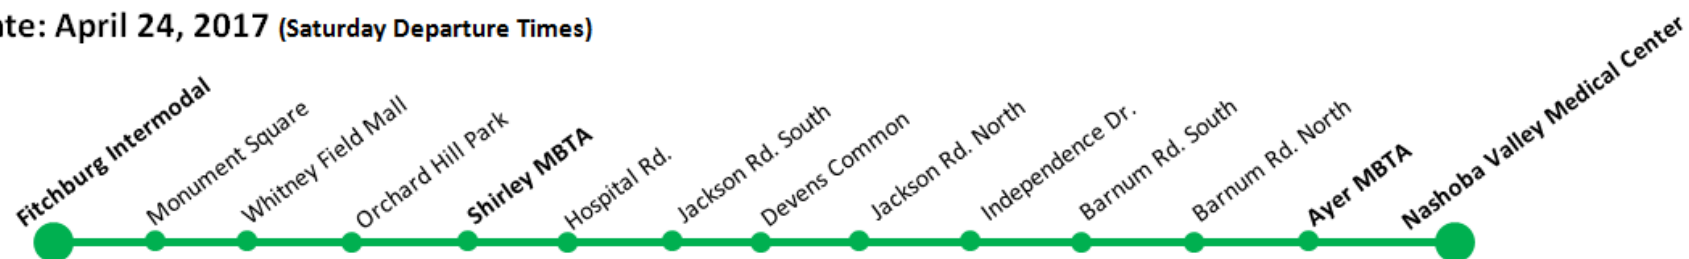 te: April 24, 2017 (Saturday Departure Times)
Fitchburg Intermodal
Monument Square
Whitney Field Mall
Orchard Hill Park
Shirley MBTA
Hospital Rd.
Jackson Rd. South
Devens Common
Jackson Rd. North
Independence Dr.
Barnum Rd. South
Barnum Rd. North
Ayer MBTA
Nashoba Valley Medical Center